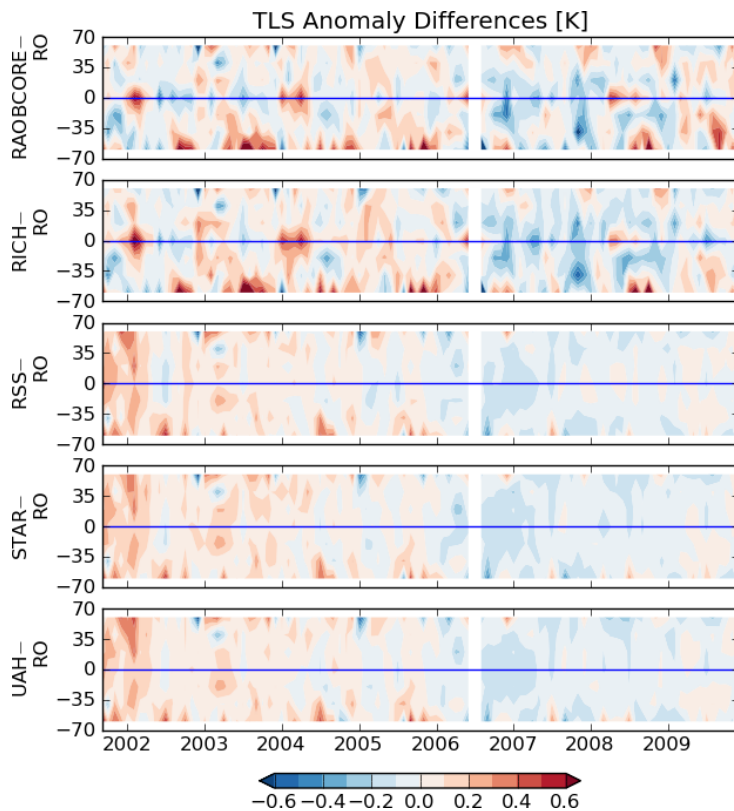 TLS Anomaly Differences [K]
RAOBCORE−
RO
70
35
0
−35
−70
RICH−
RO
70
35
0
−35
−70
RSS−
RO
70
35
0
−35
−70
STAR−
RO
70
35
0
−35
−70
UAH−
RO
70
35
0
−35
−70
2002 2003 2004 2005 2006 2007 2008 2009
−0.6 −0.4 −0.2 0.0 0.2 0.4 0.6